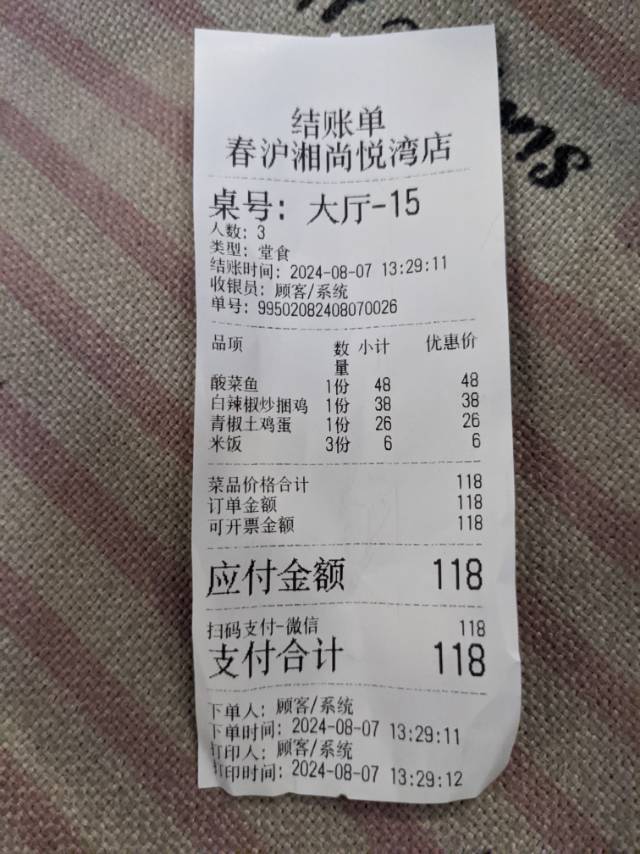 结账单
春沪湘尚悦湾店
桌号: 大厅-15
人数: 3
类型: 堂食
结账时间: 2024-08-07 13:29:11
收银员: 顾客/系统
单号: 99502082408070026
品项 数量 小计 优惠价
酸菜鱼 1份 48 48
白辣椒炒捆鸡 1份 38 38
青椒土鸡蛋 1份 26 26
米饭 3份 6 6
菜品价格合计 118
订单金额 118
可开票金额 118
应付金额 118
扫码支付-微信 118
支付合计 118
下单人: 顾客/系统
下单时间: 2024-08-07 13:29:11
打印人: 顾客/系统
打印时间: 2024-08-07 13:29:12